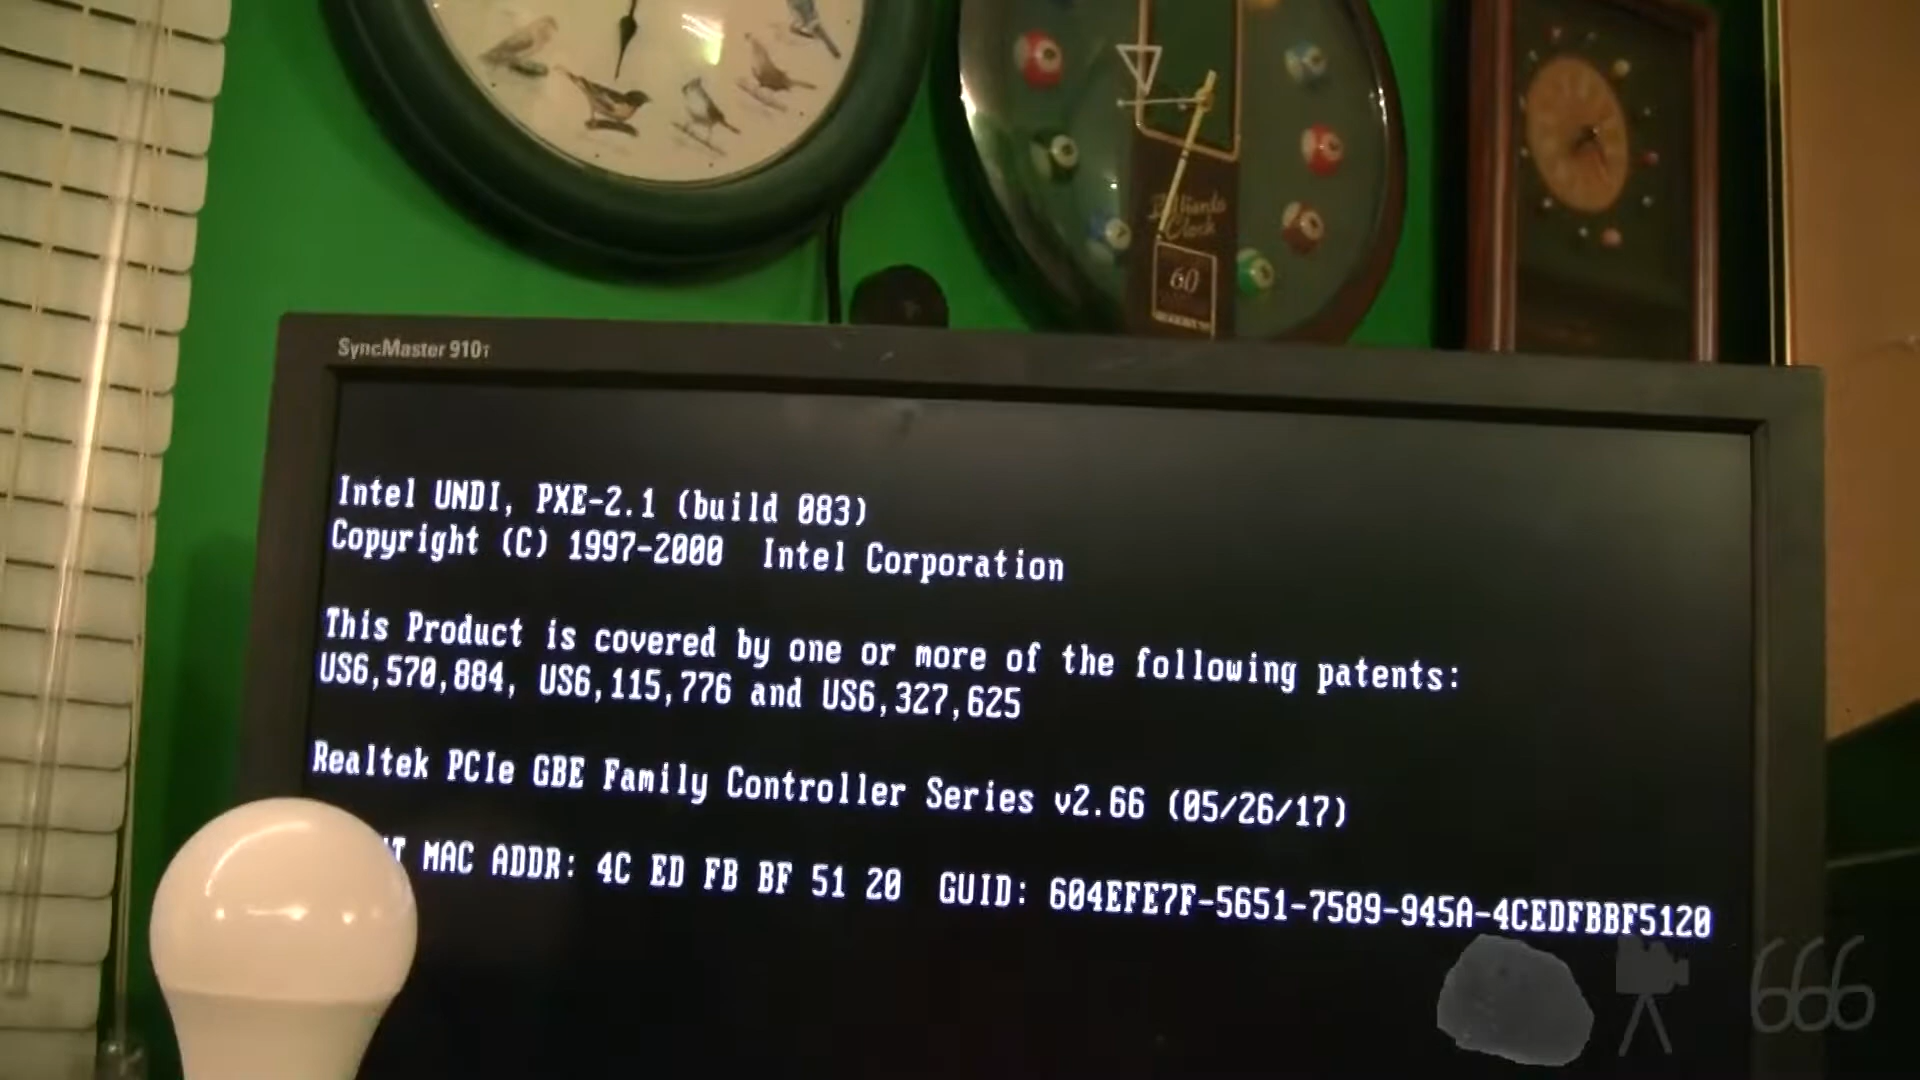 Billiards
Clock
60
SyncMaster 910T
Intel UNDI, PXE-2.1 (build 083)
Copyright (C) 1997-2000 Intel Corporation
This Product is covered by one or more of the following patents:
US6,570,884, US6,115,776 and US6,327,625
Realtek PCIe GBE Family Controller Series v2.66 (05/26/17)
MAC ADDR: 4C ED FB BF 51 20 GUID: 604EFE7F-5651-7589-945A-4CEDFBBF5120
666